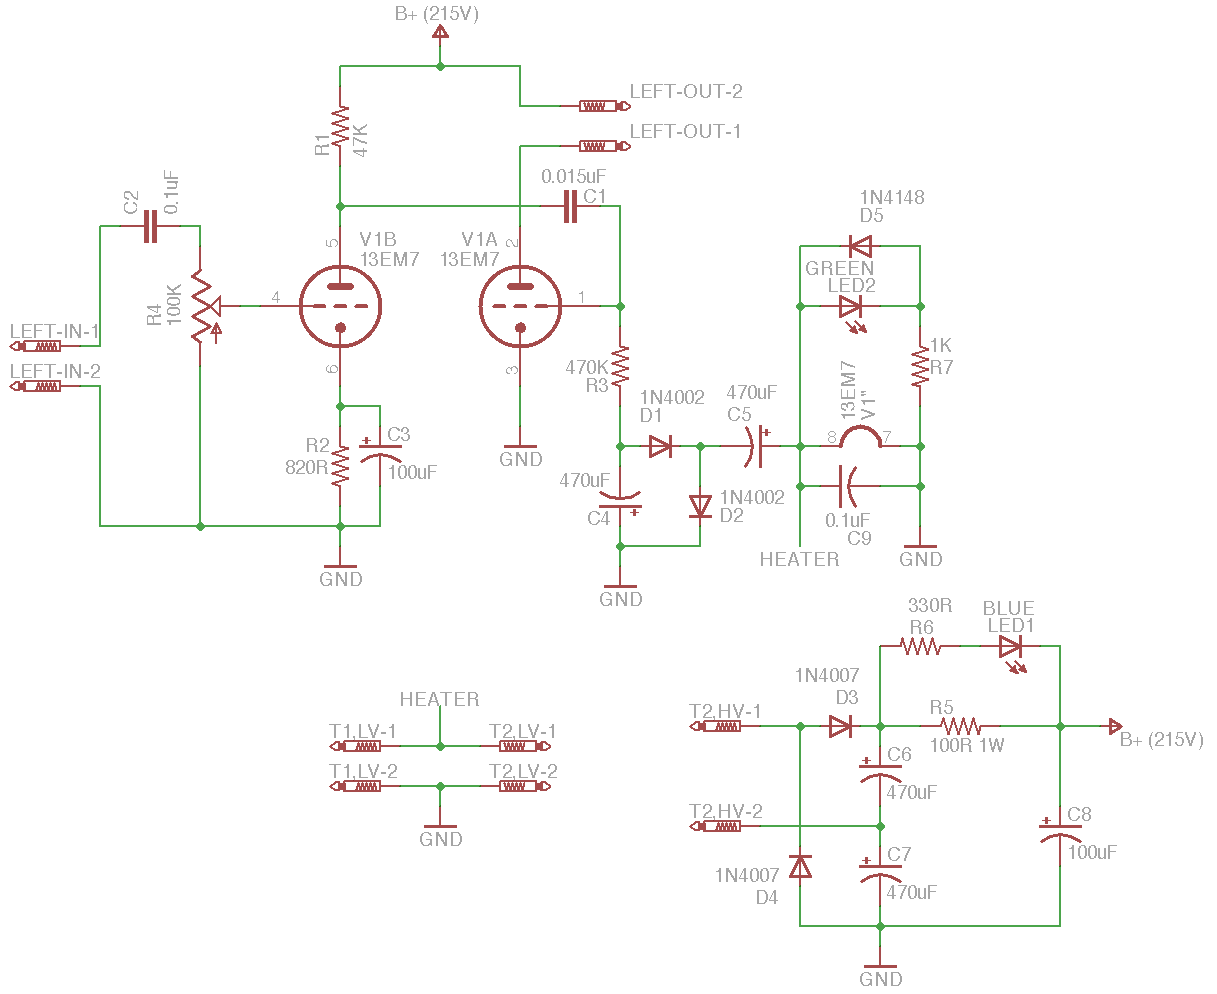 B+ (215V)
LEFT-OUT-2
LEFT-OUT-1
R1
47K
0.015uF
C1
C2
0.1uF
1N4148
D5
5
V1B
13EM7
V1A
13EM7
2
GREEN
LED2
R4
100K
4
1
LEFT-IN-1
LEFT-IN-2
6
3
470K
R3
1K
R7
13EM7
V1"
1N4002
D1
470uF
C5
+
8
7
R2
820R
+
C3
100uF
GND
470uF
C4
+
1N4002
D2
0.1uF
C9
HEATER
GND
GND
GND
330R
R6
BLUE
LED1
1N4007
D3
HEATER
T1,LV-1
T2,LV-1
T1,LV-2
T2,LV-2
GND
T2,HV-1
R5
100R 1W
B+ (215V)
+
C6
470uF
T2,HV-2
+
C8
100uF
+
C7
470uF
1N4007
D4
GND